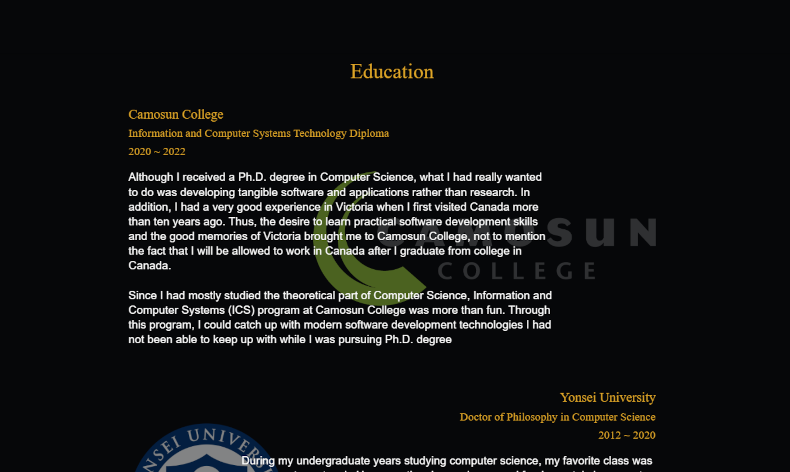 Education
Camosun College
Information and Computer Systems Technology Diploma
2020 ~ 2022
Although I received a Ph.D. degree in Computer Science, what I had really wanted
to do was developing tangible software and applications rather than research. In
addition, I had a very good experience in Victoria when I first visited Canada more
than ten years ago. Thus, the desire to learn practical software development skills
and the good memories of Victoria brought me to Camosun College, not to mention
the fact that I will be allowed to work in Canada after I graduate from college in
Canada.
CAMOSUN
COLLEGE
Since I had mostly studied the theoretical part of Computer Science, Information and
Computer Systems (ICS) program at Camosun College was more than fun. Through
this program, I could catch up with modern software development technologies I had
not been able to keep up with while I was pursuing Ph.D. degree
Yonsei University
Doctor of Philosophy in Computer Science
2012 ~ 2020
NSEI UNIVER
During my undergraduate years studying computer science, my favorite class was